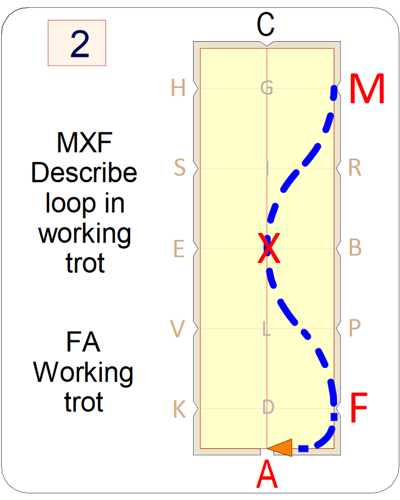 2
MXF
Describe
loop in
working
trot
FA
Working
trot
C
H G M
S I R
E X B
V L P
K D F
A